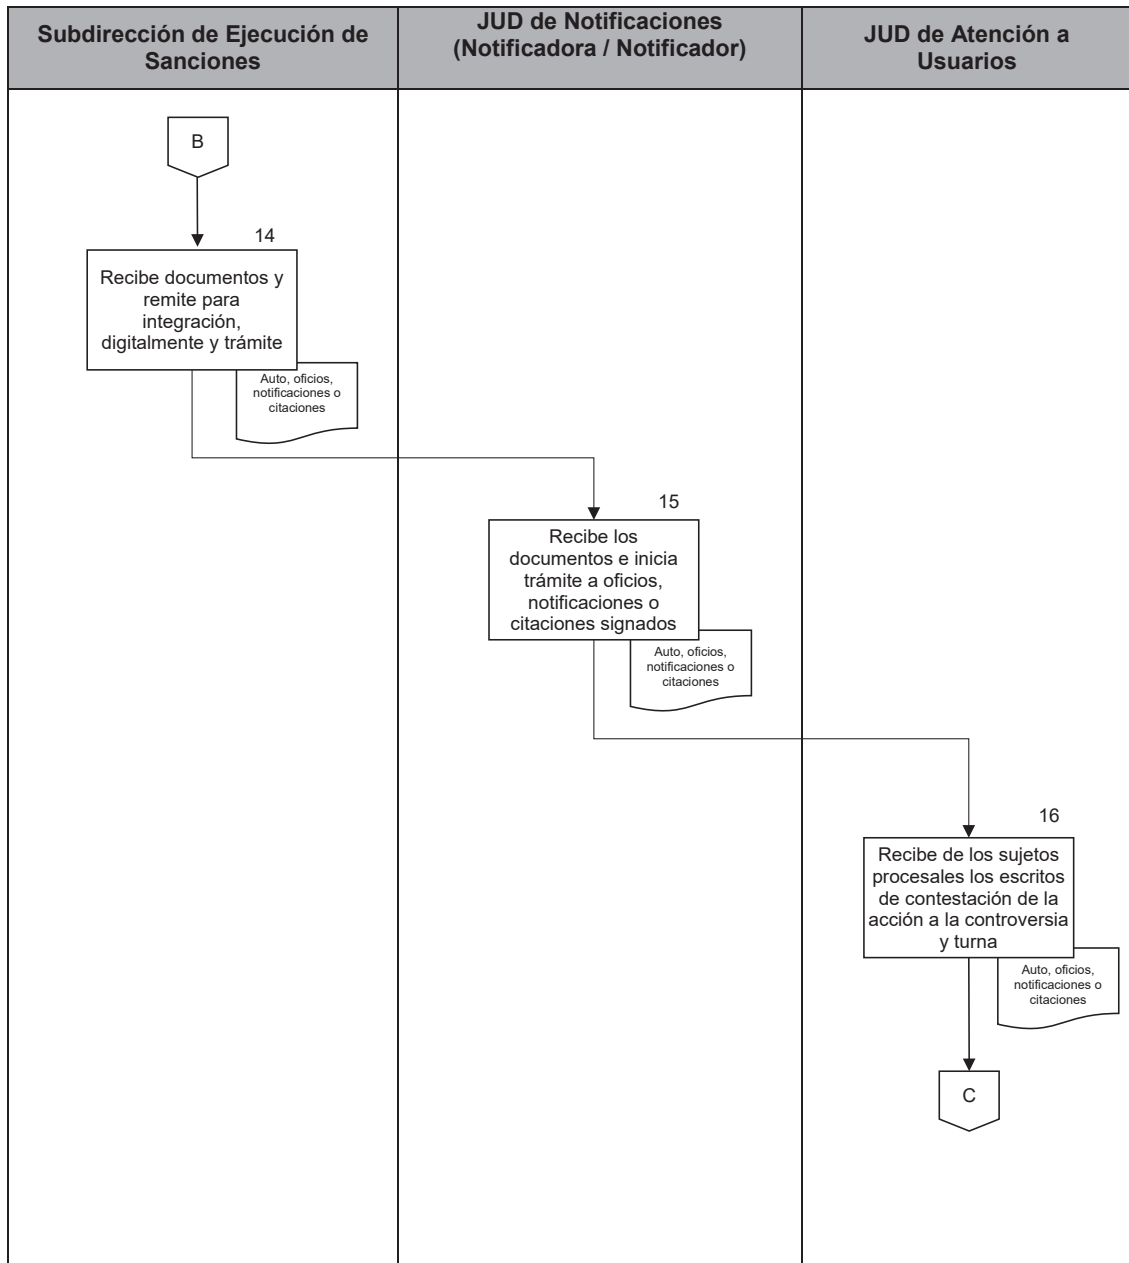 Subdirección de Ejecución de
Sanciones
JUD de Notificaciones
(Notificadora / Notificador)
JUD de Atención a
Usuarios
B
14
Recibe documentos y
remite para
integración,
digitalmente y trámite
Auto, oficios,
notificaciones o
citaciones
15
Recibe los
documentos e inicia
trámite a oficios,
notificaciones o
citaciones signados
Auto, oficios,
notificaciones o
citaciones
16
Recibe de los sujetos
procesales los escritos
de contestación de la
acción a la controversia
y turna
Auto, oficios,
notificaciones o
citaciones
C